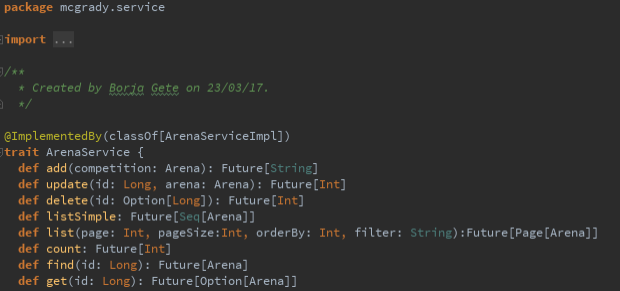 package mcgrady.service
import ...
/**
* Created by Borja Gete on 23/03/17.
*/
@ImplementedBy(classOf[ArenaServiceImpl])
trait ArenaService {
def add(competition: Arena): Future[String]
def update(id: Long, arena: Arena): Future[Int]
def delete(id: Option[Long]): Future[Int]
def listSimple: Future[Seq[Arena]]
def list(page: Int, pageSize:Int, orderBy: Int, filter: String):Future[Page[Arena]]
def count: Future[Int]
def find(id: Long): Future[Arena]
def get(id: Long): Future[Option[Arena]]